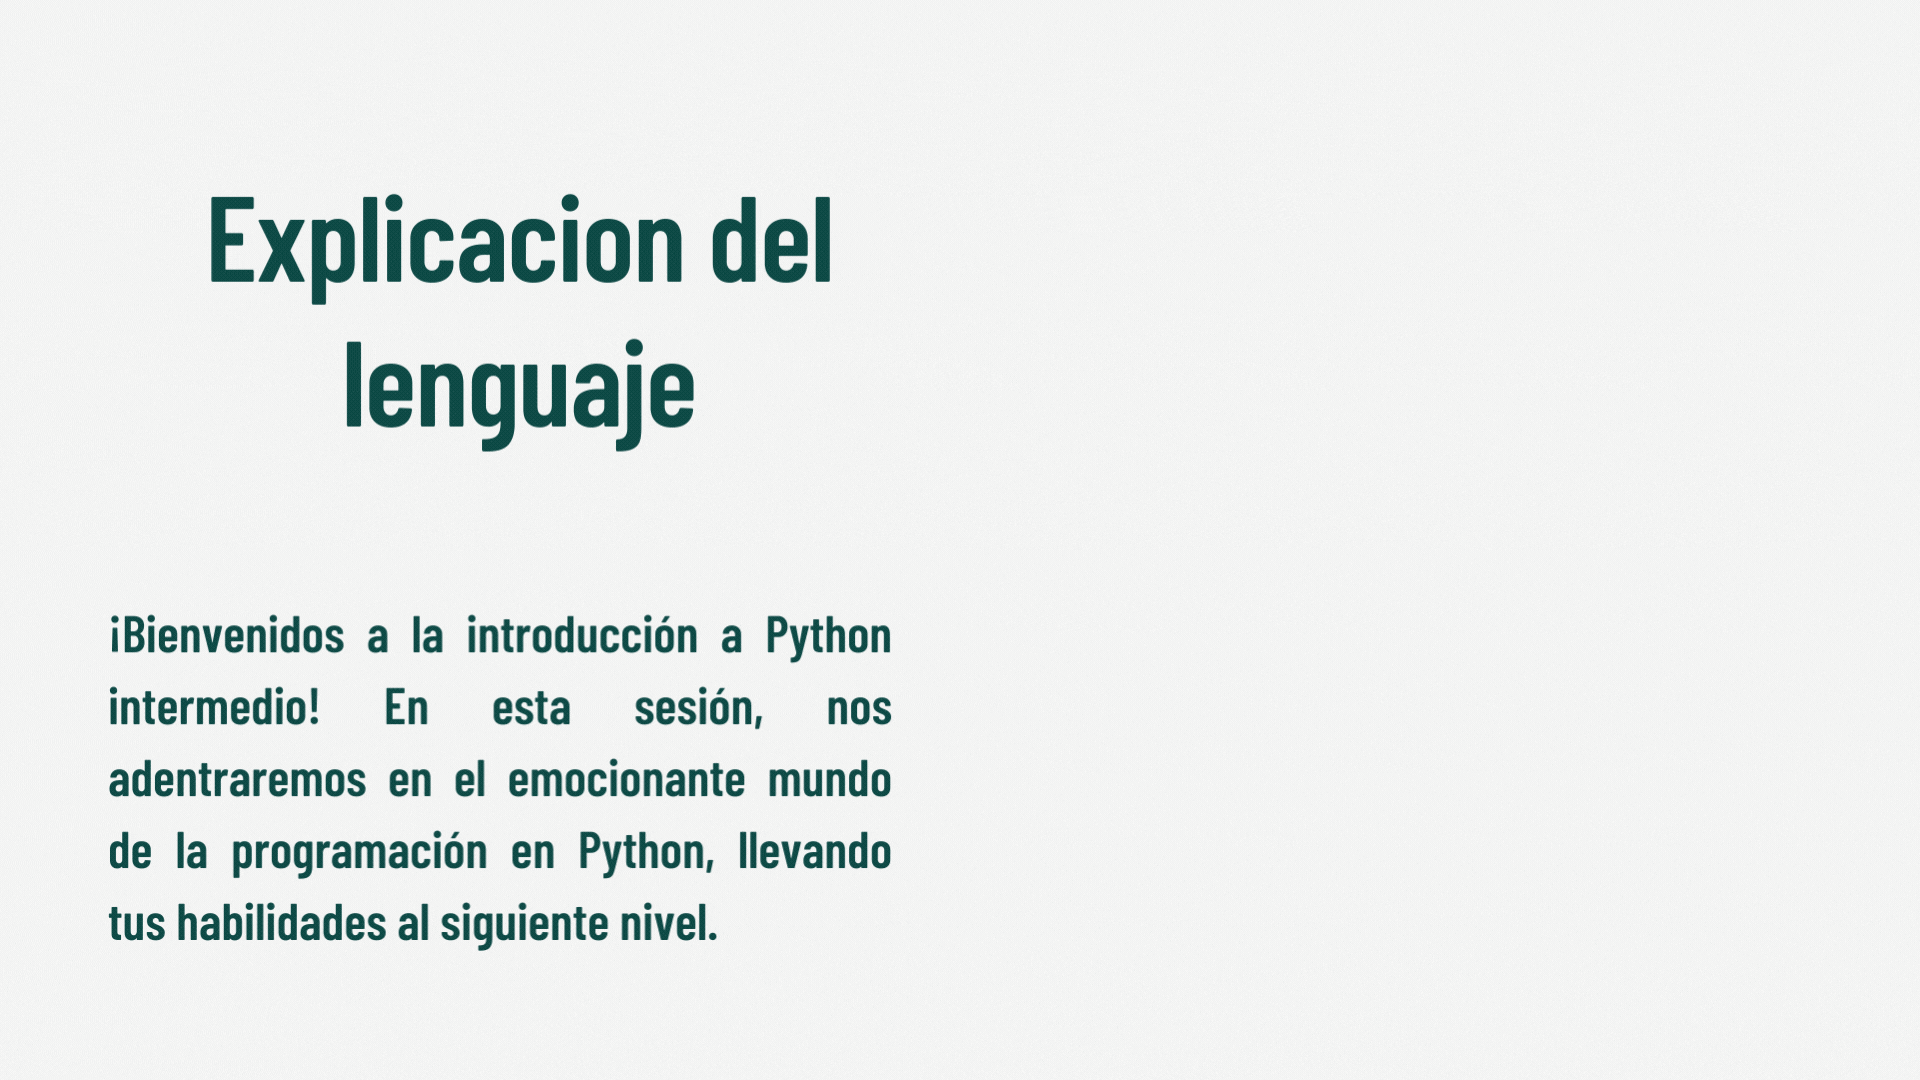 Explicacion del
lenguaje
¡Bienvenidos a la introducción a Python
intermedio! En esta sesión, nos
adentraremos en el emocionante mundo
de la programación en Python, llevando
tus habilidades al siguiente nivel.